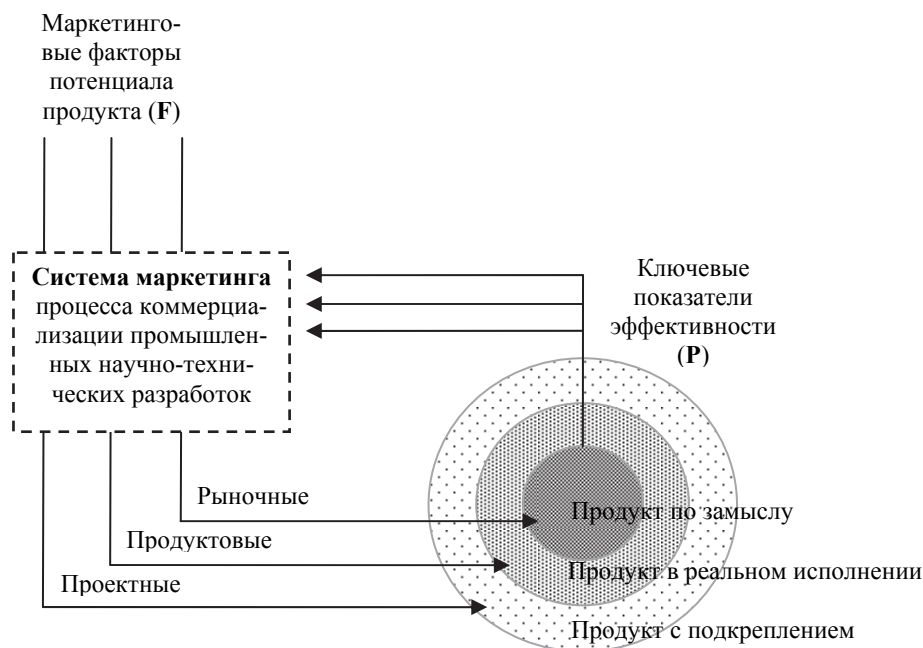 Маркетинго-
вые факторы
потенциала
продукта (F)
Система маркетинга
процесса коммерциа-
лизации промышлен-
ных научно-техни-
ческих разработок
Ключевые
показатели
эффективности
(P)
Рыночные
Продукт по замыслу
Продуктовые
Продукт в реальном исполнении
Проектные
Продукт с подкреплением